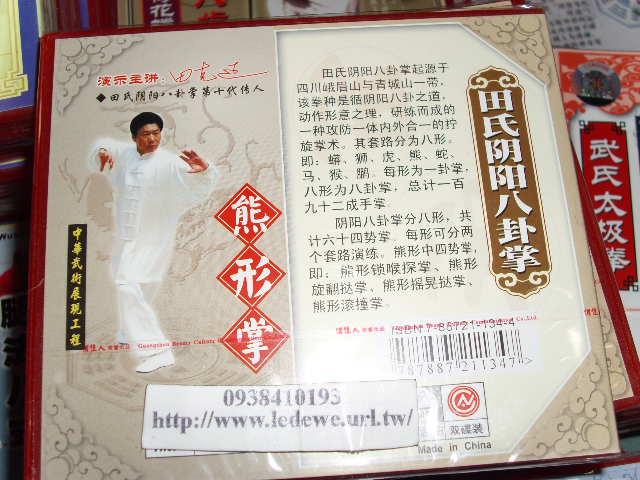 演示主讲:
◆田氏阴阳八卦掌第十代传人
熊形掌
中華武術展現工程
田氏阴阳八卦掌起源于
四川峨眉山与青城山一带，
该拳种是循阴阳八卦之道，
动作形意之理，研练而成的
一种攻防一体内外合一的拧
旋掌术。其套路分为八形。
即：蟒、狮、虎、熊、蛇、
马、猴、鹏。每形为一卦掌，
八形为八卦掌，总计一百
九十二成手掌。
阴阳八卦掌分八形，共
计六十四势掌，每形可分两
个套路演练。熊形中四势掌，
即：熊形锁喉探掌、熊形
旋翻挞掌、熊形摇晃挞掌、
熊形滚撞掌。
田氏阴阳八卦掌
武氏太极拳
787887211347
0938410193
http://www.ledewe.url.tw/
双碟装
Made in China